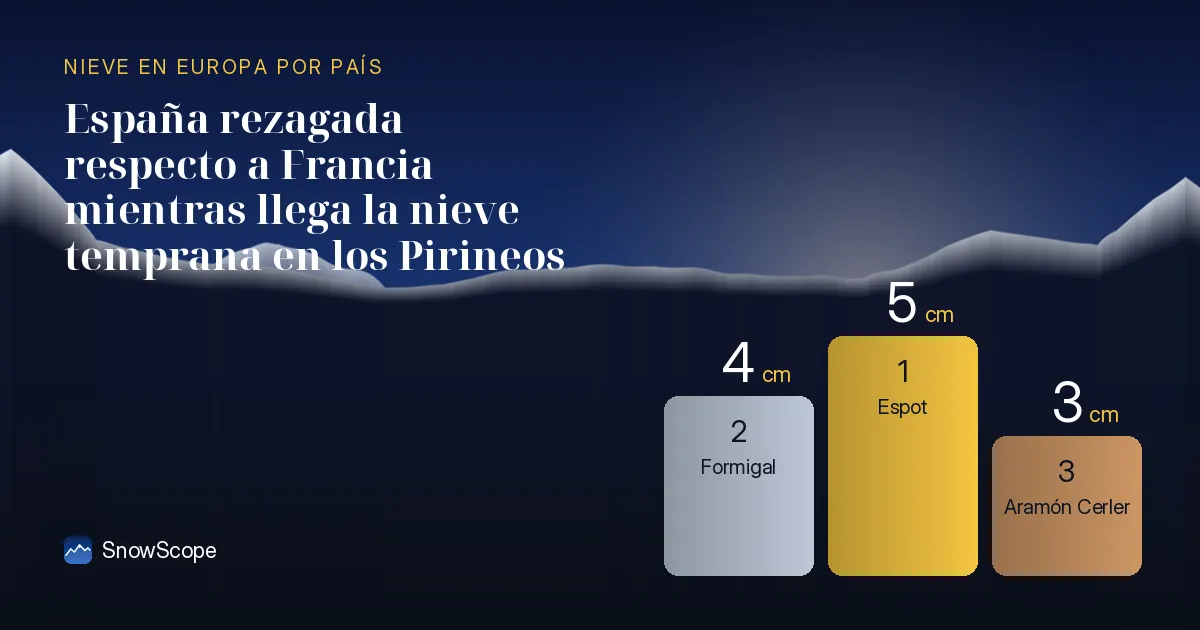 NIEVE EN EUROPA POR PAÍS
España rezagada
respecto a Francia
mientras llega la nieve
temprana en los Pirineos
4 cm
2
Formigal
5 cm
1
Espot
3 cm
3
Aramón Cerler
SnowScope